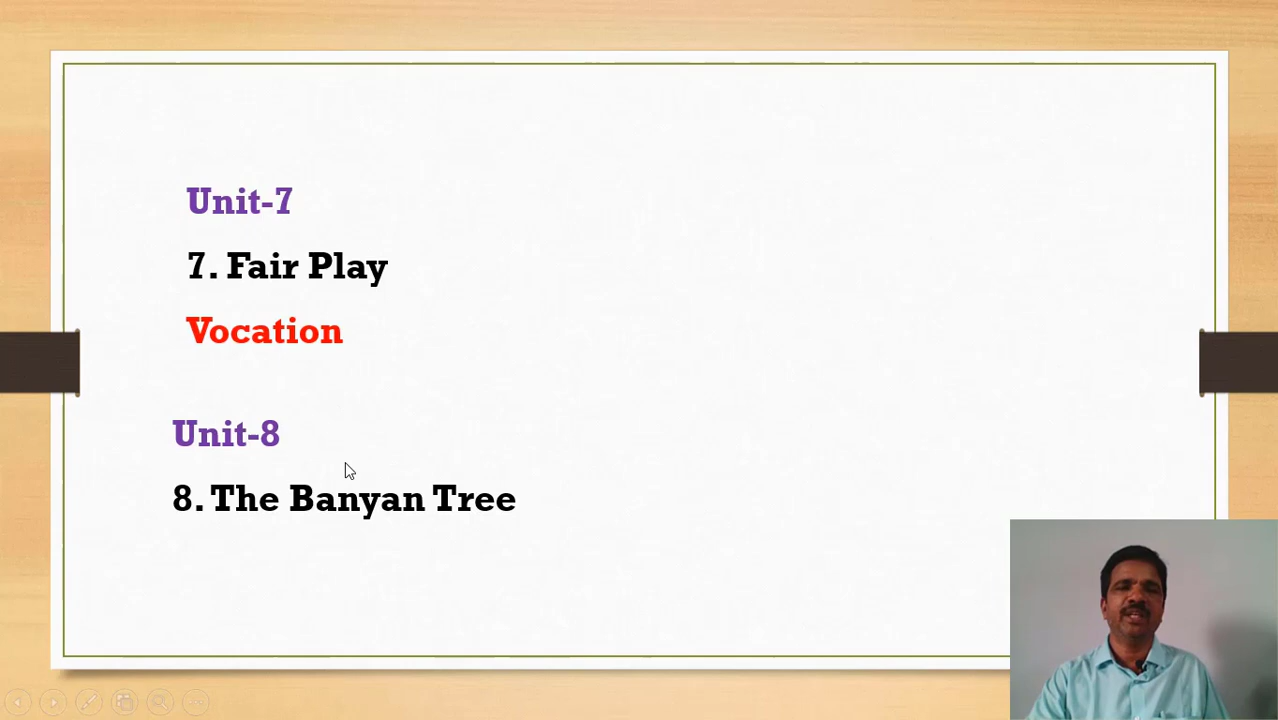 Unit-7
7. Fair Play
Vocation
Unit-8
8. The Banyan Tree